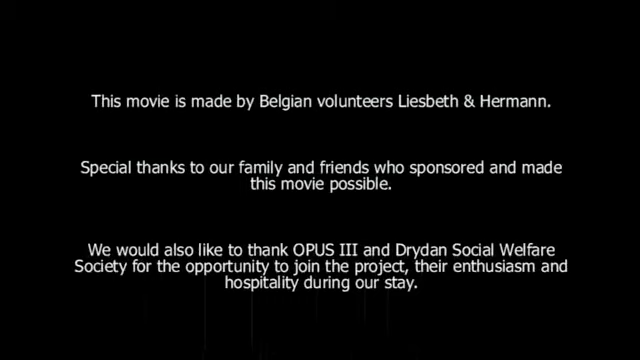 This movie is made by Belgian volunteers Liesbeth & Hermann.
Special thanks to our family and friends who sponsored and made
this movie possible.
We would also like to thank OPUS III and Drydan Social Welfare
Society for the opportunity to join the project, their enthusiasm and
hospitality during our stay.